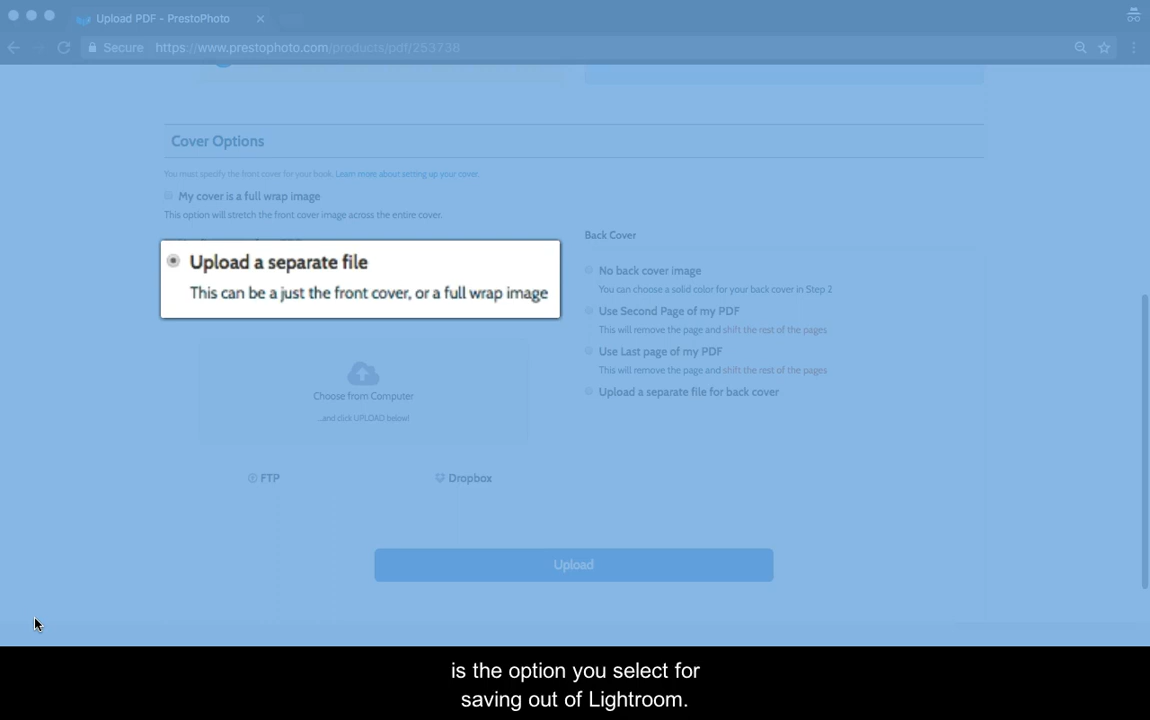 Upload PDF - PrestoPhoto
Secure https://www.prestophoto.com/products/pdf/253738
Cover Options
You must specify the front cover for your book. Learn more about setting up your cover.
My cover is a full wrap image
This option will stretch the front cover image across the entire cover.
Back Cover
Upload a separate file
This can be a just the front cover, or a full wrap image
No back cover image
You can choose a solid color for your back cover in Step 2
Use Second Page of my PDF
This will remove the page and shift the rest of the pages
Use Last page of my PDF
This will remove the page and shift the rest of the pages
Upload a separate file for back cover
Choose from Computer
...and click UPLOAD below!
FTP
Dropbox
Upload
is the option you select for
saving out of Lightroom.